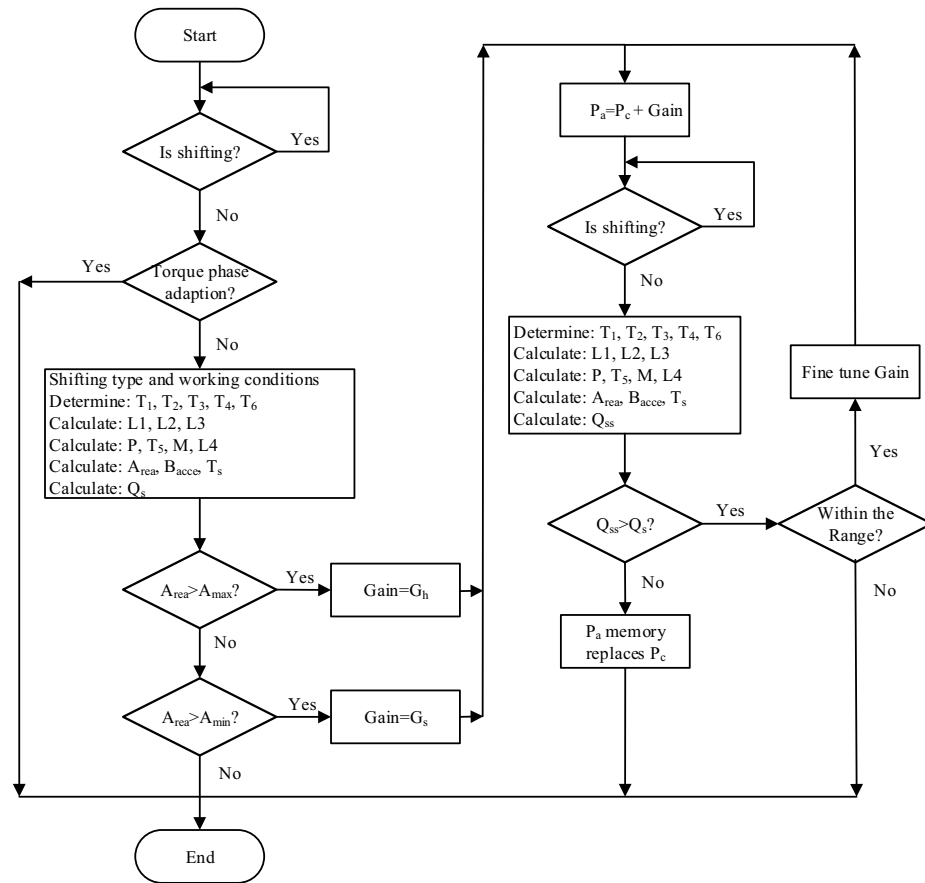 Start
Is shifting?
Yes
No
Torque phase
adaption?
Yes
No
Shifting type and working conditions
Determine: T₁, T₂, T₃, T₄, T₆
Calculate: L1, L2, L3
Calculate: P, T₅, M, L4
Calculate: Aᵣₑₐ, Bₐccₑ, Tₛ
Calculate: Qₛ
Aᵣₑₐ>Aₘₐₓ?
Yes
Gain=Gₕ
No
Aᵣₑₐ>Aₘᵢₙ?
Yes
Gain=Gₛ
No
End
Pₐ=P_c + Gain
Is shifting?
Yes
No
Determine: T₁, T₂, T₃, T₄, T₆
Calculate: L1, L2, L3
Calculate: P, T₅, M, L4
Calculate: Aᵣₑₐ, Bₐccₑ, Tₛ
Calculate: Qₛₛ
Qₛₛ>Qₛ?
Yes
No
Pₐ memory
replaces P_c
Within the
Range?
Yes
No
Fine tune Gain